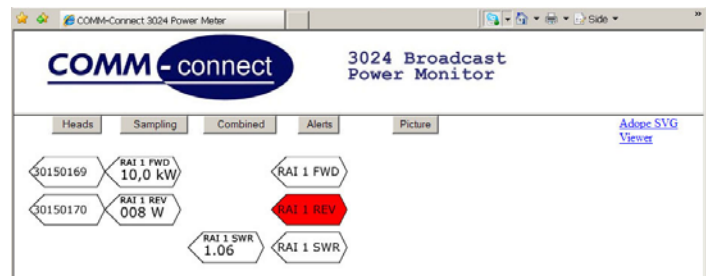 COMM-Connect 3024 Power Meter
Side
»
COMM-connect
3024 Broadcast
Power Monitor
Heads Sampling Combined Alerts Picture
Adope SVG
Viewer
30150169 RAI 1 FWD 10,0 kW RAI 1 FWD
30150170 RAI 1 REV 008 W RAI 1 REV
RAI 1 SWR 1.06 RAI 1 SWR